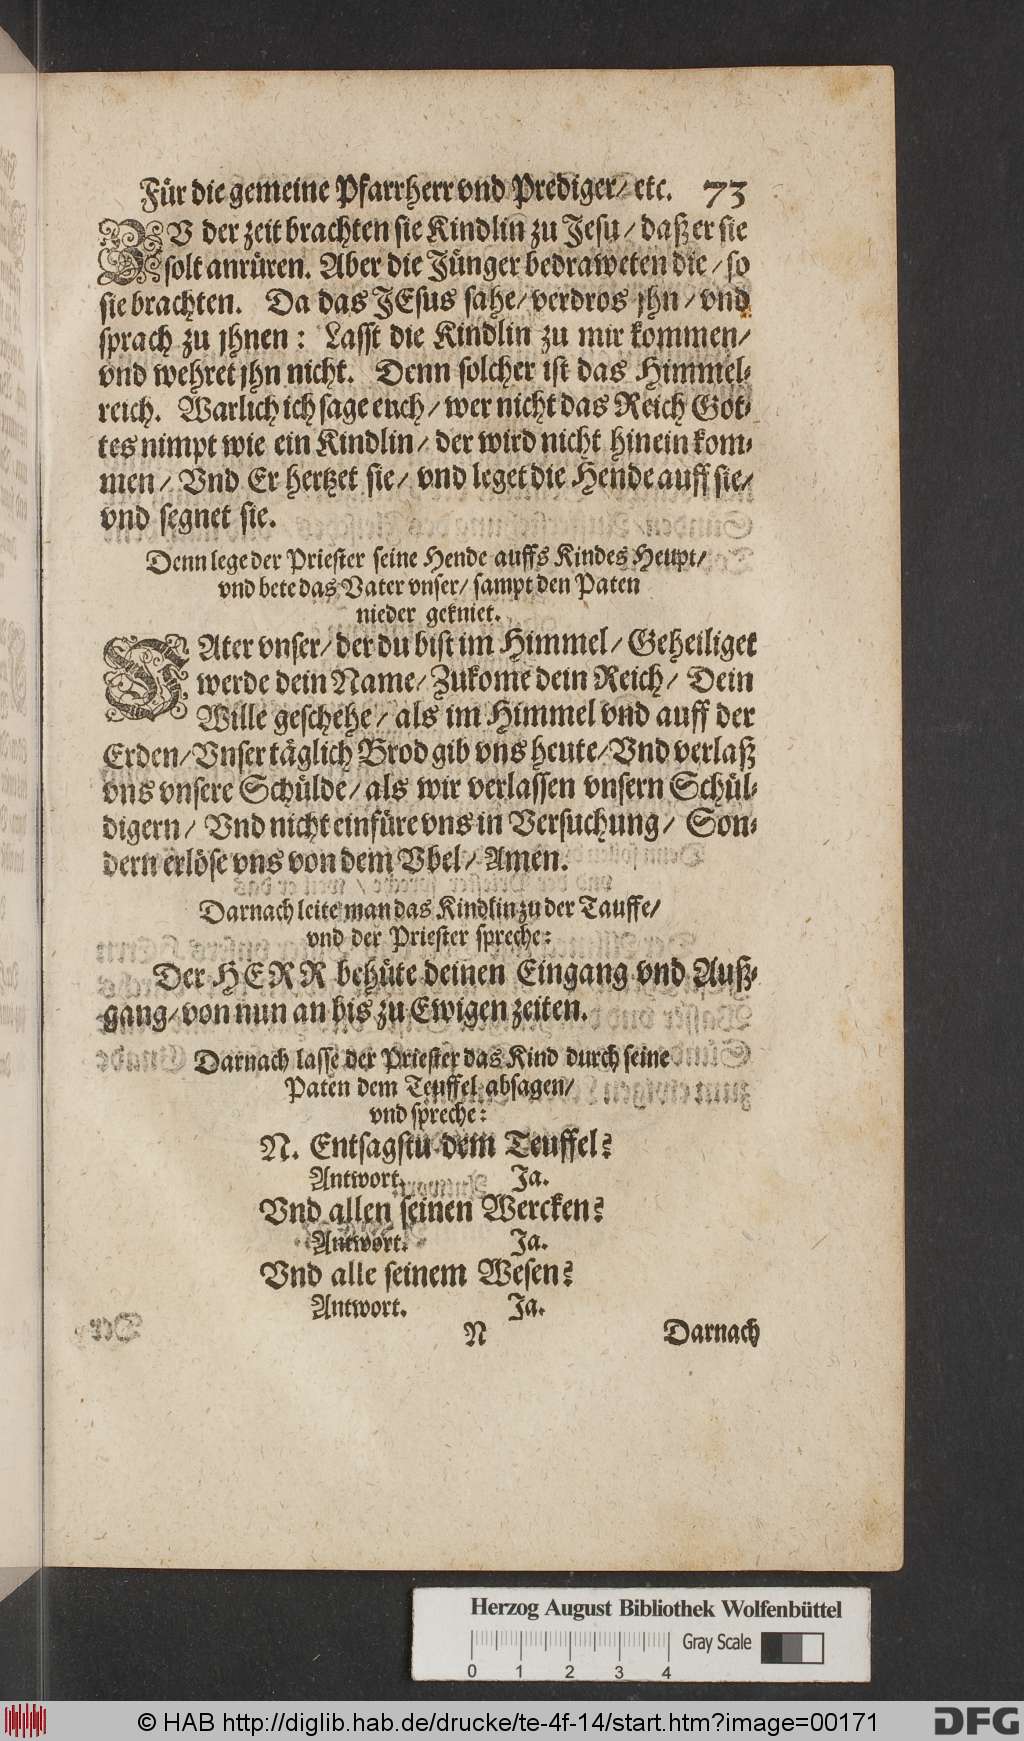 Für die gemeine Pfarrherr vnd Prediger/ etc. 73
ZV der zeit brachten sie Kindlin zu Jesu/ daß er sie
solt anrüren. Aber die Jünger bedraweten die/ so
sie brachten. Da das JEsus sahe/ verdros jhn/ vnd
sprach zu jhnen: Lasst die Kindlin zu mir kommen/
vnd wehret jhn nicht. Denn solcher ist das Himmel-
reich. Warlich ich sage euch/ wer nicht das Reich Got-
tes nimpt wie ein Kindlin/ der wird nicht hinein kom-
men/ Vnd Er hertzet sie/ vnd leget die Hende auff sie/
vnd segnet sie.
Denn lege der Priester seine Hende auffs Kindes Heupt/
vnd bete das Vater vnser/ sampt den Paten
nieder gekniet.
VAter vnser/ der du bist im Himmel/ Geheiliget
werde dein Name/ Zukome dein Reich/ Dein
Wille geschehe/ als im Himmel vnd auff der
Erden/ Vnser täglich Brod gib vns heute/ Vnd verlaß
vns vnsere Schülde/ als wir verlassen vnsern Schül-
digern/ Vnd nicht einfüre vns in Versuchung/ Son-
dern erlöse vns von dem Vbel/ Amen.
Darnach leite man das Kindlin zu der Tauffe/
vnd der Priester spreche:
Der HERR behüte deinen Eingang vnd Auß-
gang/ von nun an bis zu Ewigen zeiten.
Darnach lasse der Priester das Kind durch seine
Paten dem Teuffel absagen/
vnd spreche:
N. Entsagstu dem Teuffel?
Antwort. Ja.
Vnd allen seinen Wercken?
Antwort. Ja.
Vnd alle seinem Wesen?
Antwort. Ja.
N Darnach
Herzog August Bibliothek Wolfenbüttel
Gray Scale
0 1 2 3 4
© HAB http://diglib.hab.de/drucke/te-4f-14/start.htm?image=00171
DFG